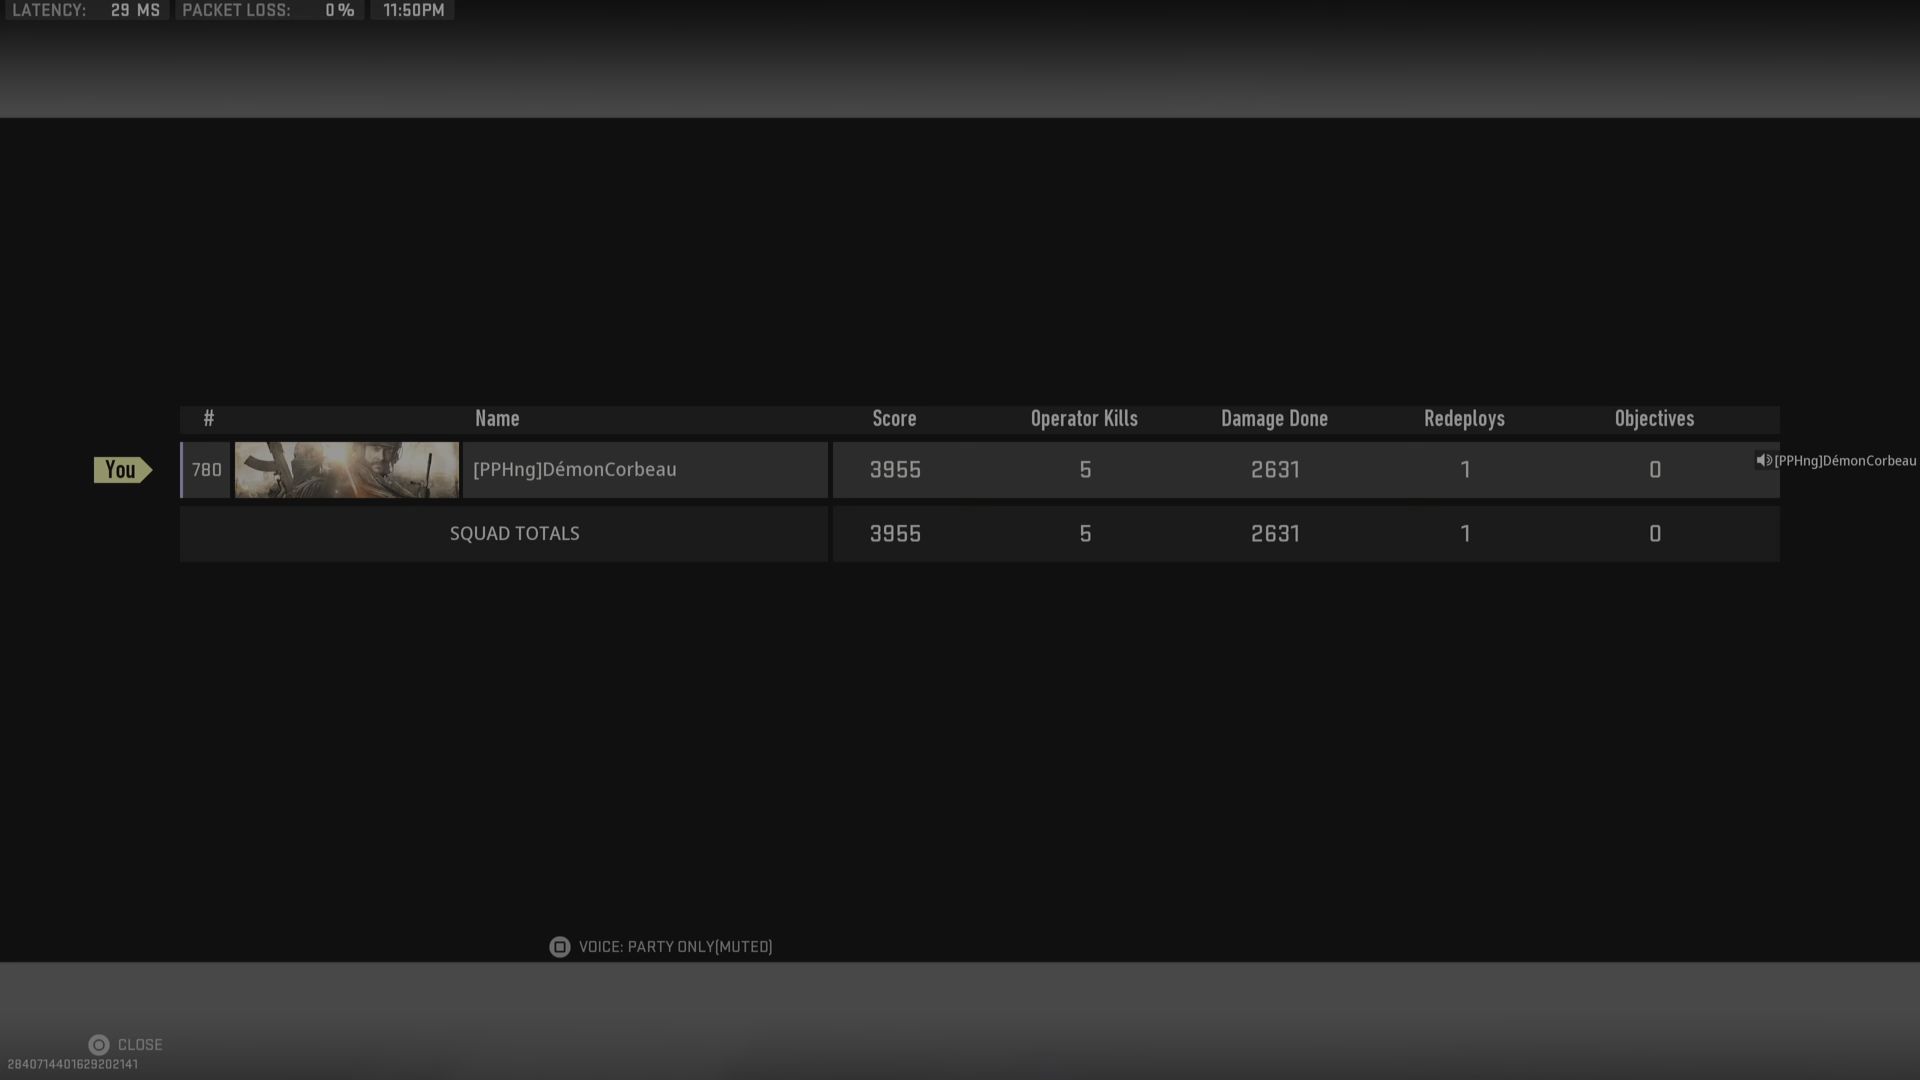 LATENCY: 29 MS PACKET LOSS: 0% 11:50PM
# Name Score Operator Kills Damage Done Redeploys Objectives
You 780 [PPHng]DémonCorbeau 3955 5 2631 1 0 [PPHng]DémonCorbeau
SQUAD TOTALS 3955 5 2631 1 0
VOICE: PARTY ONLY(MUTED)
CLOSE
2840714401629202141